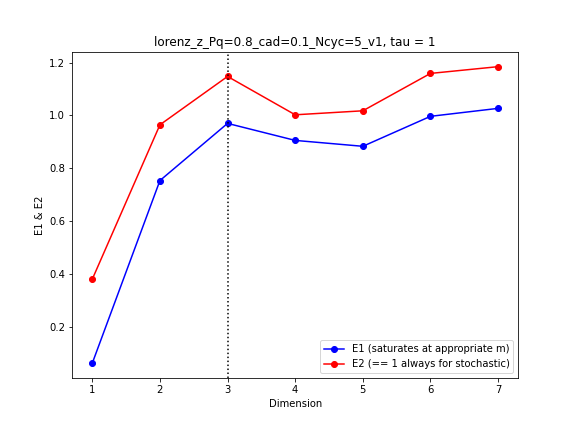 lorenz_z_Pq=0.8_cad=0.1_Ncyc=5_v1, tau = 1
1.2
1.0
0.8
0.6
0.4
0.2
E1 & E2
E1 (saturates at appropriate m)
E2 (== 1 always for stochastic)
1 2 3 4 5 6 7
Dimension